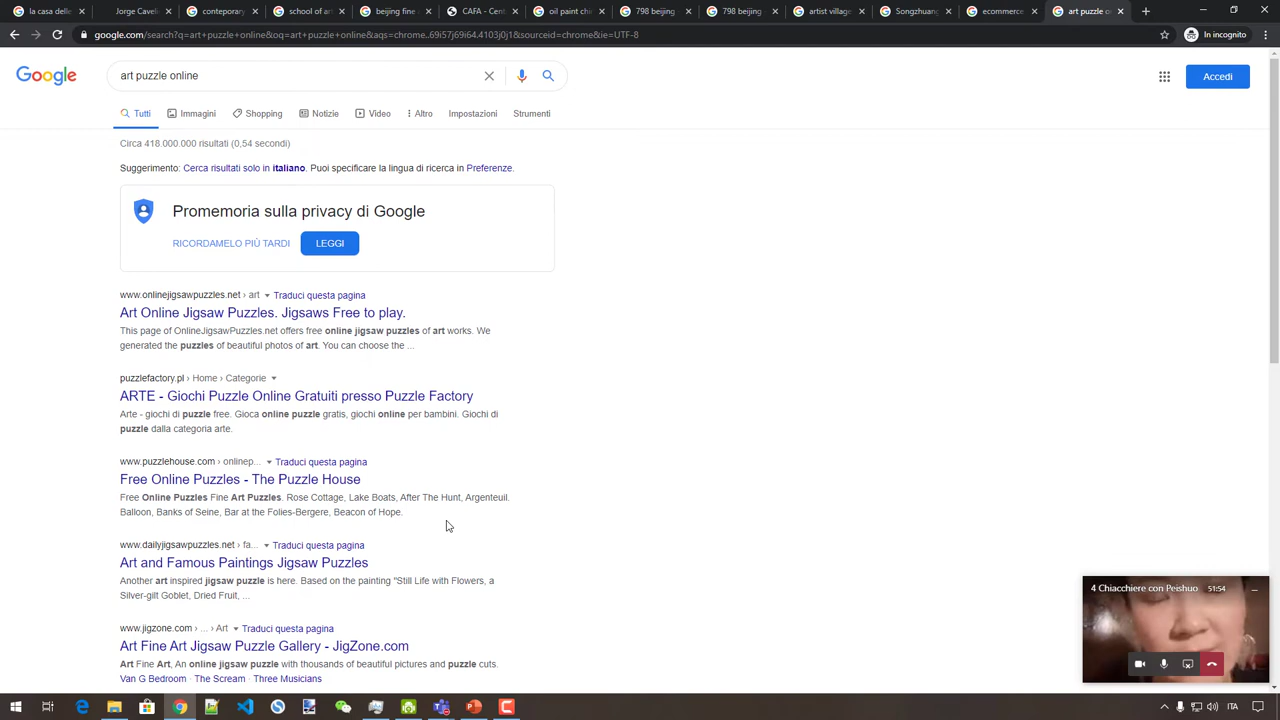 la casa delle
Jorge Caveli
conteporary
school of art
beijing fine
CAFA - Cent
oil paint chi
798 beijing
798 beijing
artist village
Songzhuang
ecommerce
art puzzle o
google.com/search?q=art+puzzle+online&oq=art+puzzle+online&aqs=chrome..69i57j69i64.4103j0j1&sourceid=chrome&ie=UTF-8
In incognito
Google
art puzzle online
Accedi
Tutti Immagini Shopping Notizie Video Altro Impostazioni Strumenti
Circa 418.000.000 risultati (0,54 secondi)
Suggerimento: Cerca risultati solo in italiano. Puoi specificare la lingua di ricerca in Preferenze.
Promemoria sulla privacy di Google
RICORDAMELO PIÙ TARDI LEGGI
www.onlinejigsawpuzzles.net › art Traduci questa pagina
Art Online Jigsaw Puzzles. Jigsaws Free to play.
This page of OnlineJigsawPuzzles.net offers free online jigsaw puzzles of art works. We
generated the puzzles of beautiful photos of art. You can choose the ...
puzzlefactory.pl › Home › Categorie
ARTE - Giochi Puzzle Online Gratuiti presso Puzzle Factory
Arte - giochi di puzzle free. Gioca online puzzle gratis, giochi online per bambini. Giochi di
puzzle dalla categoria arte.
www.puzzlehouse.com › onlinep... Traduci questa pagina
Free Online Puzzles - The Puzzle House
Free Online Puzzles Fine Art Puzzles. Rose Cottage, Lake Boats, After The Hunt, Argenteuil.
Balloon, Banks of Seine, Bar at the Folies-Bergere, Beacon of Hope.
www.dailyjigsawpuzzles.net › fa... Traduci questa pagina
Art and Famous Paintings Jigsaw Puzzles
Another art inspired jigsaw puzzle is here. Based on the painting "Still Life with Flowers, a
Silver-gilt Goblet, Dried Fruit, ...
www.jigzone.com › ... › Art Traduci questa pagina
Art Fine Art Jigsaw Puzzle Gallery - JigZone.com
Art Fine Art, An online jigsaw puzzle with thousands of beautiful pictures and puzzle cuts.
Van G Bedroom · The Scream · Three Musicians
4 Chiacchiere con Peishuo 51:54
ITA